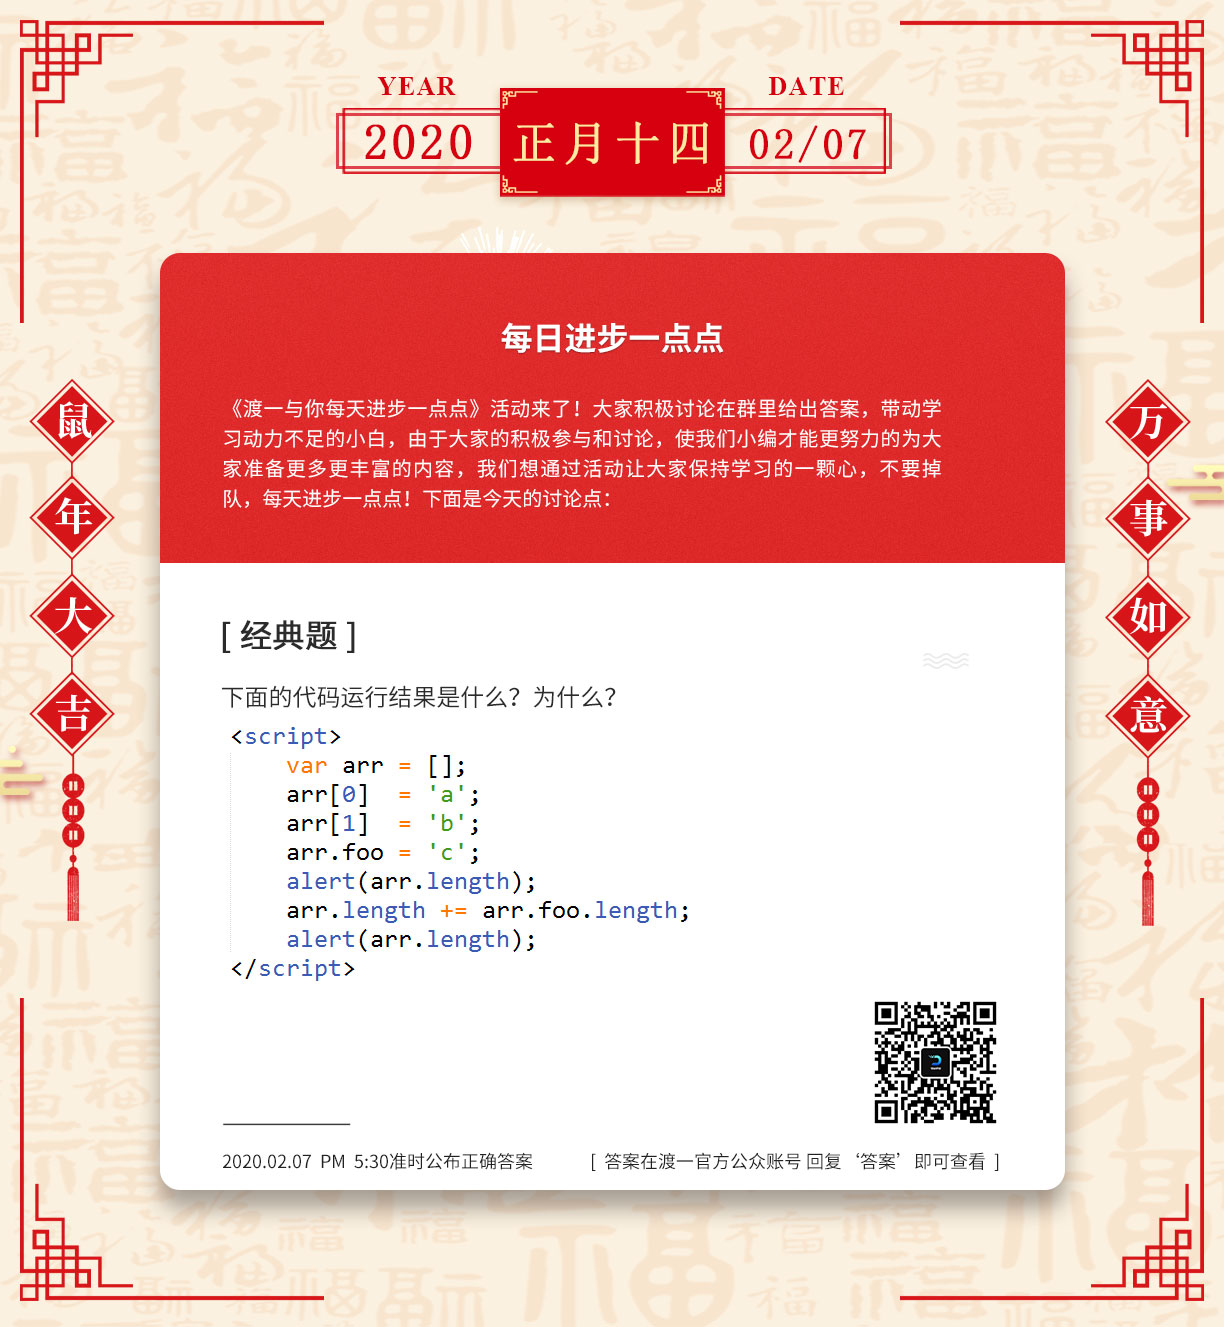 YEAR
DATE
2020
正月十四
02/07
每日进步一点点
《渡一与你每天进步一点点》活动来了！大家积极讨论在群里给出答案，带动学
习动力不足的小白，由于大家的积极参与和讨论，使我们小编才能更努力的为大
家准备更多更丰富的内容，我们想通过活动让大家保持学习的一颗心，不要掉
队，每天进步一点点！下面是今天的讨论点：
鼠年大吉
万事如意
[ 经典题 ]
下面的代码运行结果是什么？为什么？
<script>
    var arr = [];
    arr[0]  = 'a';
    arr[1]  = 'b';
    arr.foo = 'c';
    alert(arr.length);
    arr.length += arr.foo.length;
    alert(arr.length);
</script>
2020.02.07 PM 5:30准时公布正确答案
[ 答案在渡一官方公众账号 回复‘答案’即可查看 ]